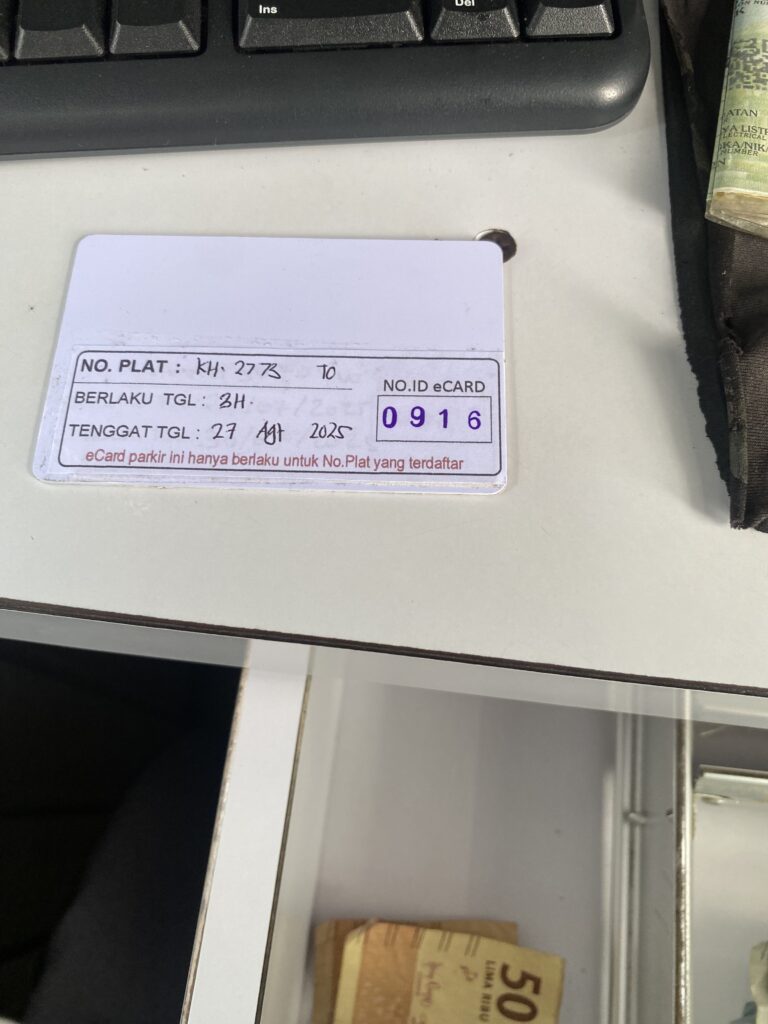 Ins
Del
ATAN
NO. PLAT : KH. 2773 TO
BERLAKU TGL : 3H.
TENGGAT TGL : 27 Agt 2025
NO.ID eCARD
0916
eCard parkir ini hanya berlaku untuk No.Plat yang terdaftar
50
LIMA RIBU